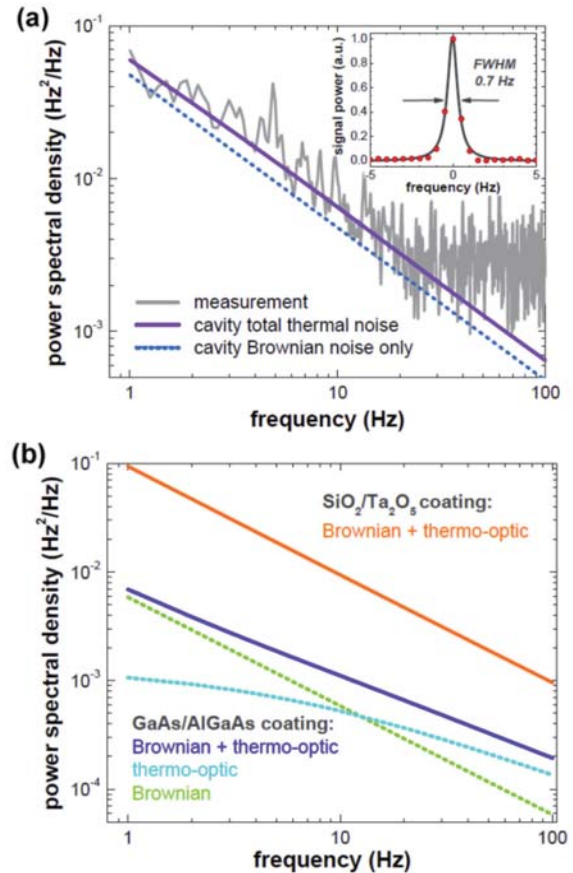 (a)
power spectral density (Hz²/Hz)
10⁻¹
10⁻²
10⁻³
signal power (a.u.)
1.0
0.8
0.6
0.4
0.2
0.0
FWHM
0.7 Hz
-5
0
5
frequency (Hz)
measurement
cavity total thermal noise
cavity Brownian noise only
1
10
100
frequency (Hz)
(b)
power spectral density (Hz²/Hz)
10⁻¹
10⁻²
10⁻³
10⁻⁴
SiO₂/Ta₂O₅ coating:
Brownian + thermo-optic
GaAs/AlGaAs coating:
Brownian + thermo-optic
thermo-optic
Brownian
1
10
100
frequency (Hz)